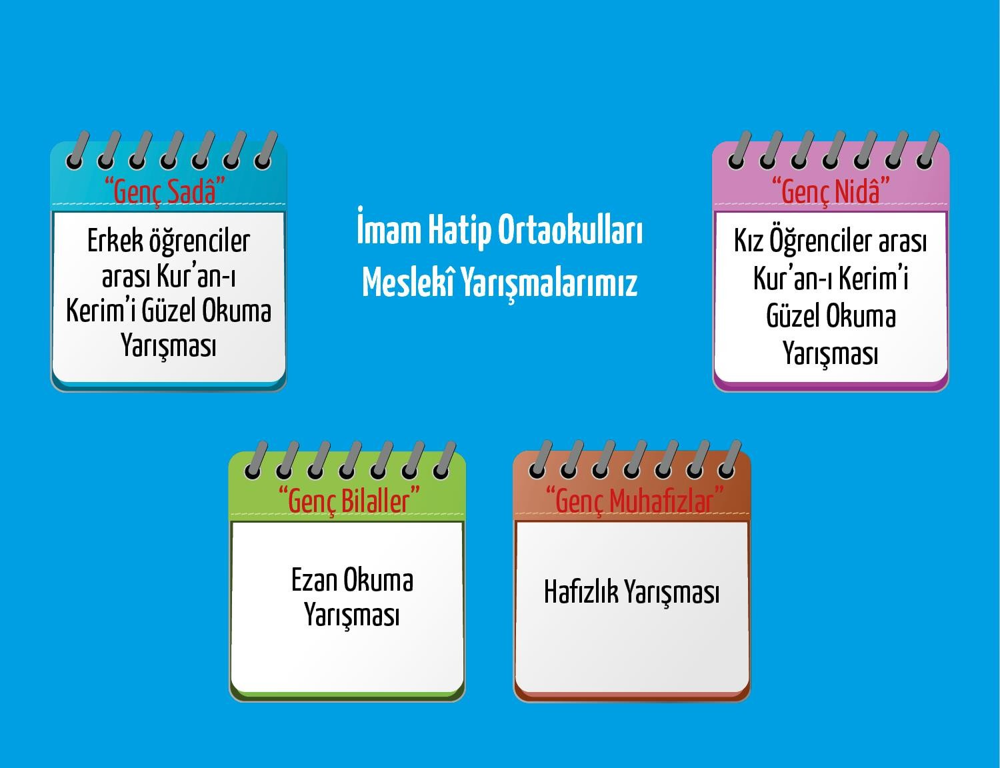 İmam Hatip Ortaokulları
Meslekî Yarışmalarımız
“Genç Sadâ”
Erkek öğrenciler
arası Kur’an-ı
Kerim’i Güzel Okuma
Yarışması
“Genç Nidâ”
Kız Öğrenciler arası
Kur’an-ı Kerim’i
Güzel Okuma
Yarışması
“Genç Bilaller”
Ezan Okuma
Yarışması
“Genç Muhafızlar”
Hafızlık Yarışması